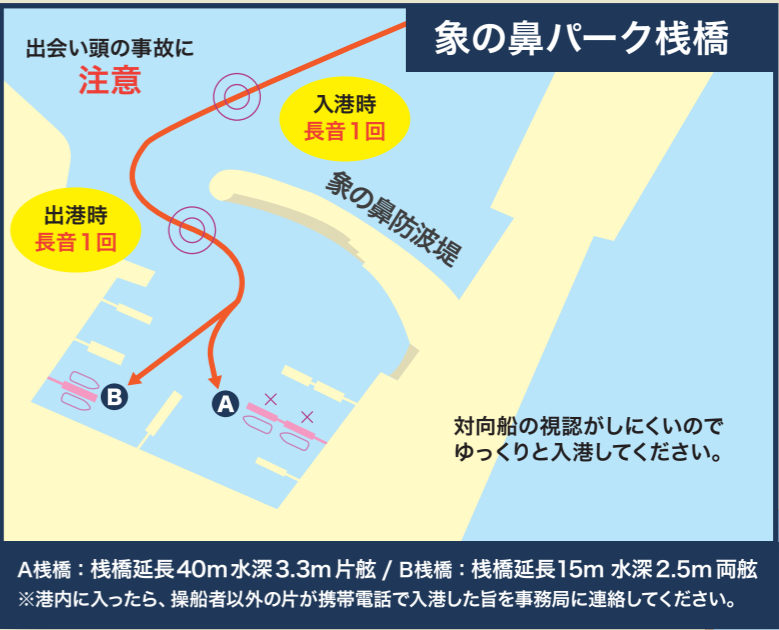 象の鼻パーク桟橋
出会い頭の事故に
注意
入港時
長音1回
象の鼻防波堤
出港時
長音1回
B
A
対向船の視認がしにくいので
ゆっくりと入港してください。
A桟橋：桟橋延長40m水深3.3m片舷 / B桟橋：桟橋延長15m 水深2.5m両舷
※港内に入ったら、操船者以外の片が携帯電話で入港した旨を事務局に連絡してください。